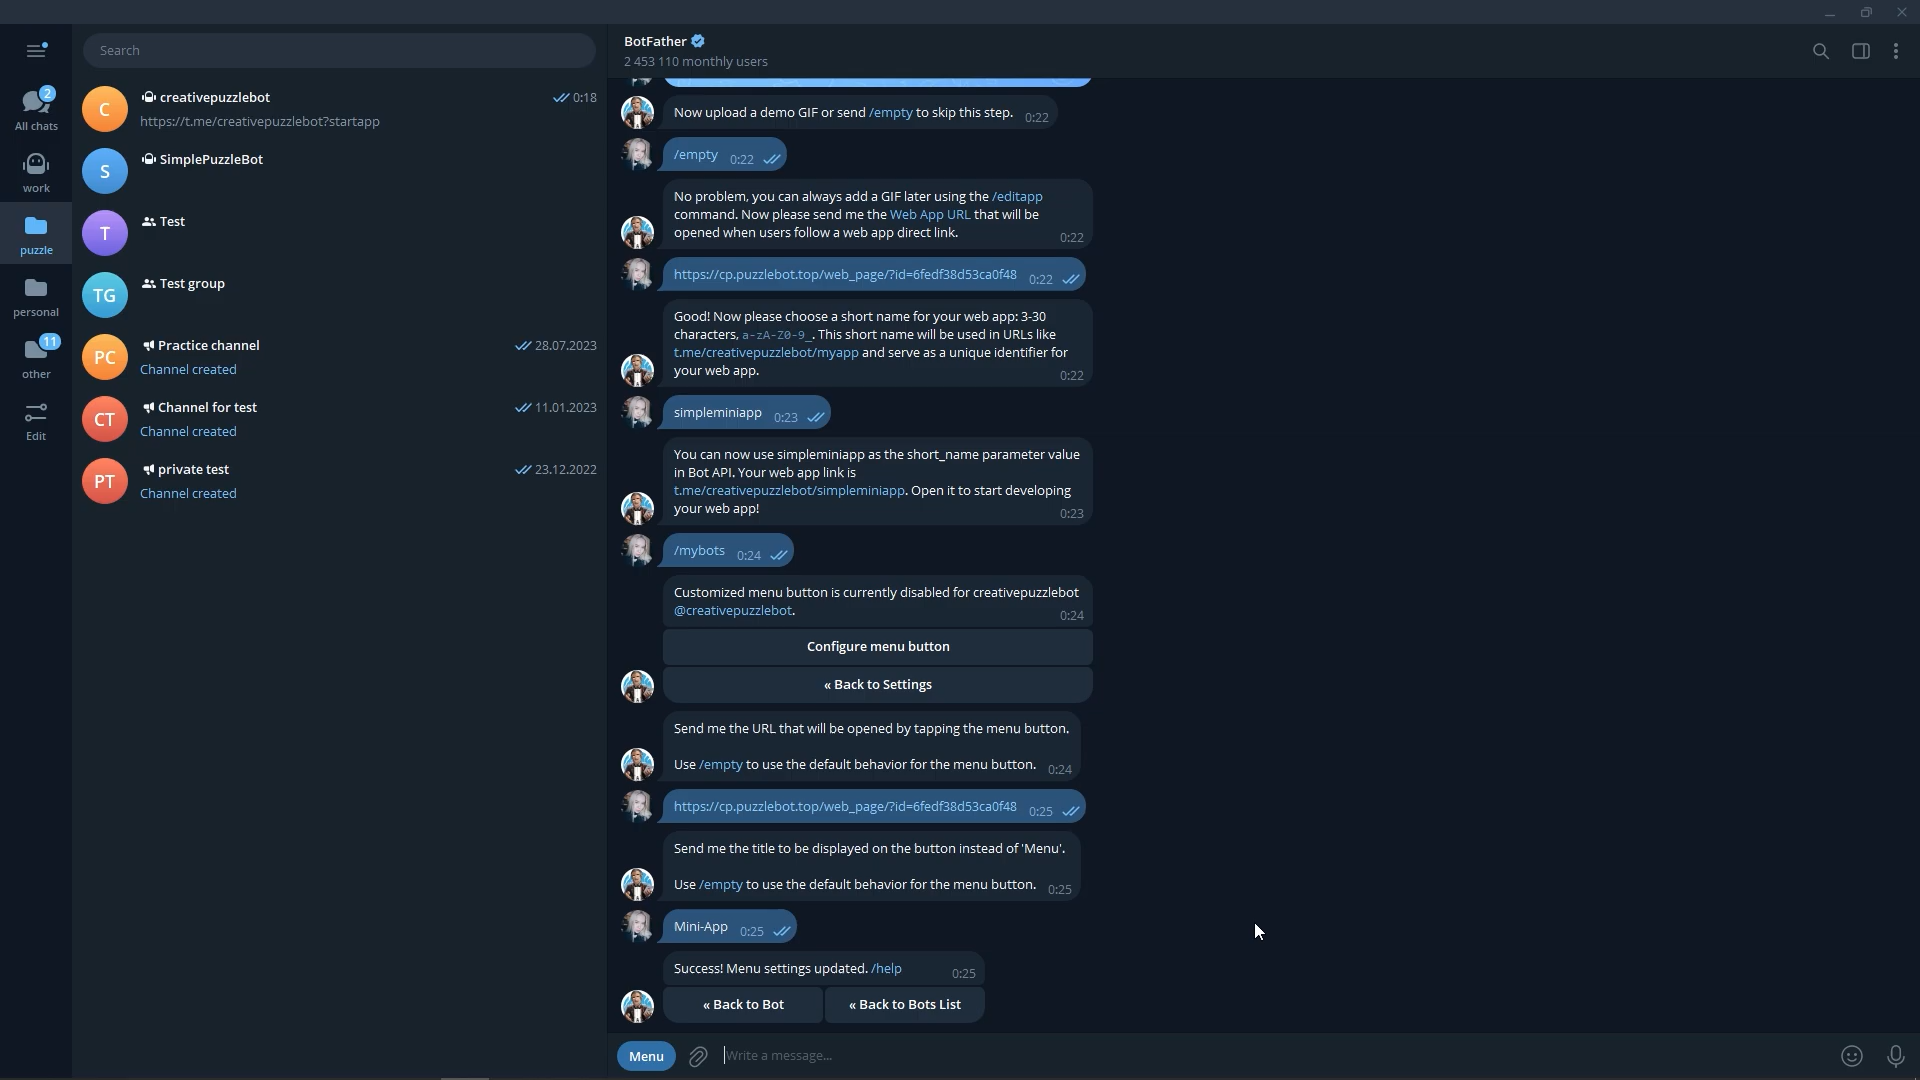 Search
2
All chats
work
puzzle
personal
11
other
Edit
C
creativepuzzlebot
0:18
https://t.me/creativepuzzlebot?startapp
S
SimplePuzzleBot
T
Test
TG
Test group
PC
Practice channel
28.07.2023
Channel created
CT
Channel for test
11.01.2023
Channel created
PT
private test
23.12.2022
Channel created
BotFather
2 453 110 monthly users
Now upload a demo GIF or send /empty to skip this step. 0:22
/empty 0:22
No problem, you can always add a GIF later using the /editapp
command. Now please send me the Web App URL that will be
opened when users follow a web app direct link. 0:22
https://cp.puzzlebot.top/web_page/?id=6fedf38d53ca0f48 0:22
Good! Now please choose a short name for your web app: 3-30
characters, a-zA-Z0-9_. This short name will be used in URLs like
t.me/creativepuzzlebot/myapp and serve as a unique identifier for
your web app. 0:22
simpleminiapp 0:23
You can now use simpleminiapp as the short_name parameter value
in Bot API. Your web app link is
t.me/creativepuzzlebot/simpleminiapp. Open it to start developing
your web app! 0:23
/mybots 0:24
Customized menu button is currently disabled for creativepuzzlebot
@creativepuzzlebot. 0:24
Configure menu button
« Back to Settings
Send me the URL that will be opened by tapping the menu button.
Use /empty to use the default behavior for the menu button. 0:24
https://cp.puzzlebot.top/web_page/?id=6fedf38d53ca0f48 0:25
Send me the title to be displayed on the button instead of 'Menu'.
Use /empty to use the default behavior for the menu button. 0:25
Mini-App 0:25
Success! Menu settings updated. /help 0:25
« Back to Bot
« Back to Bots List
Menu
Write a message...